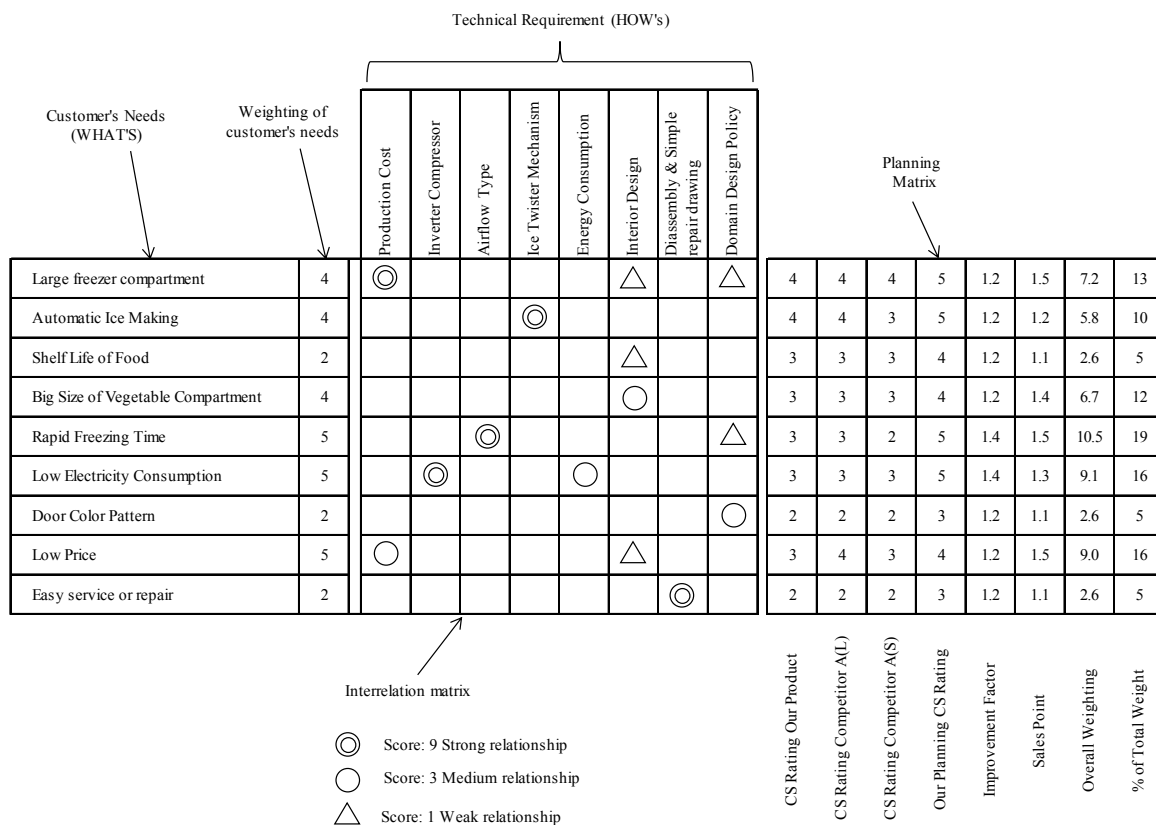 Technical Requirement (HOW's)
Customer's Needs
(WHAT'S)
Weighting of
customer's needs
Production Cost
Inverter Compressor
Airflow Type
Ice Twister Mechanism
Energy Consumption
Interior Design
Diassembly & Simple
repair drawing
Domain Design Policy
Planning
Matrix
Large freezer compartment 4 4 4 4 5 1.2 1.5 7.2 13
Automatic Ice Making 4 4 4 3 5 1.2 1.2 5.8 10
Shelf Life of Food 2 3 3 3 4 1.2 1.1 2.6 5
Big Size of Vegetable Compartment 4 3 3 3 4 1.2 1.4 6.7 12
Rapid Freezing Time 5 3 3 2 5 1.4 1.5 10.5 19
Low Electricity Consumption 5 3 3 3 5 1.4 1.3 9.1 16
Door Color Pattern 2 2 2 2 3 1.2 1.1 2.6 5
Low Price 5 3 4 3 4 1.2 1.5 9.0 16
Easy service or repair 2 2 2 2 3 1.2 1.1 2.6 5
CS Rating Our Product
CS Rating Competitor A(L)
CS Rating Competitor A(S)
Our Planning CS Rating
Improvement Factor
Sales Point
Overall Weighting
% of Total Weight
Interrelation matrix
Score: 9 Strong relationship
Score: 3 Medium relationship
Score: 1 Weak relationship